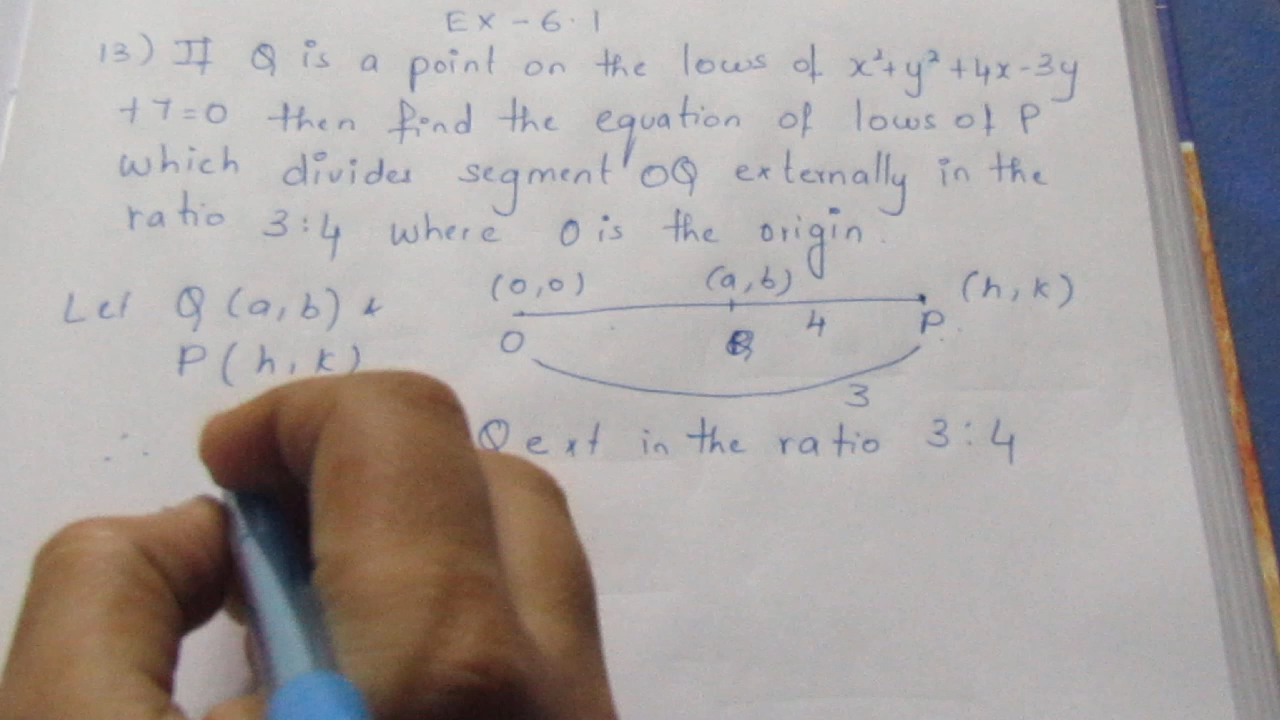 Ex - 6.1
13) If Q is a point on the locus of x²+y²+4x-3y
+7=0 then find the equation of locus of P
which divides segment OQ externally in the
ratio 3:4 where O is the origin.
Let Q (a,b) &
P(h,k)
(0,0) (a,b) (h,k)
O Q 4 P
3
∴ Q ext in the ratio 3:4